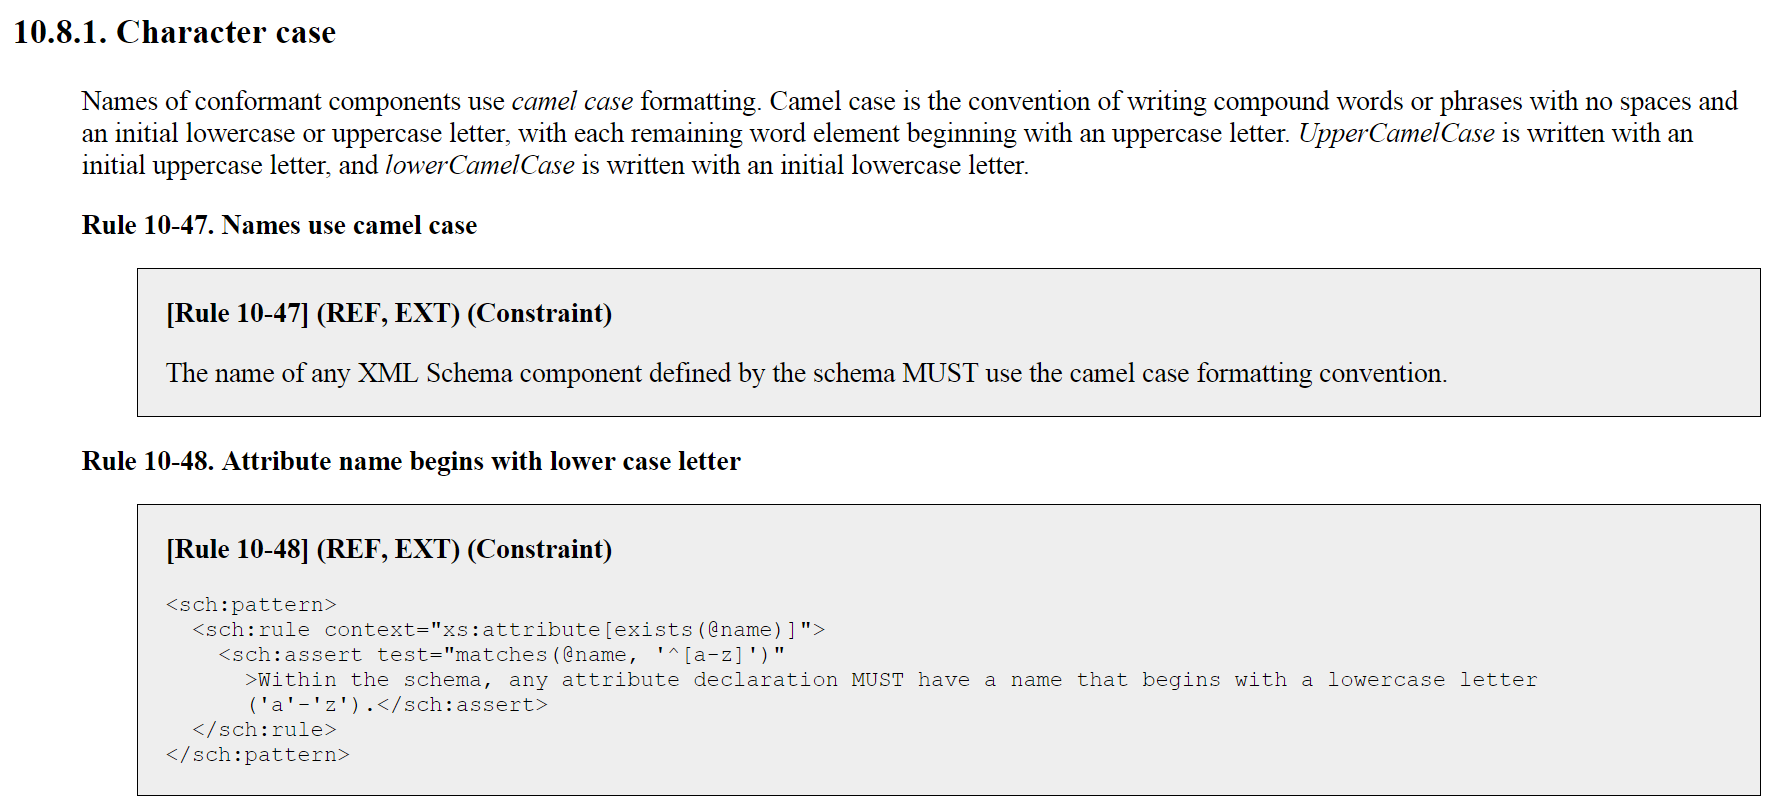 10.8.1. Character case
Names of conformant components use camel case formatting. Camel case is the convention of writing compound words or phrases with no spaces and
an initial lowercase or uppercase letter, with each remaining word element beginning with an uppercase letter. UpperCamelCase is written with an
initial uppercase letter, and lowerCamelCase is written with an initial lowercase letter.
Rule 10-47. Names use camel case
[Rule 10-47] (REF, EXT) (Constraint)
The name of any XML Schema component defined by the schema MUST use the camel case formatting convention.
Rule 10-48. Attribute name begins with lower case letter
[Rule 10-48] (REF, EXT) (Constraint)
<sch:pattern>
  <sch:rule context="xs:attribute[exists(@name)]">
    <sch:assert test="matches(@name, '^[a-z]')"
      >Within the schema, any attribute declaration MUST have a name that begins with a lowercase letter
      ('a'-'z').</sch:assert>
  </sch:rule>
</sch:pattern>